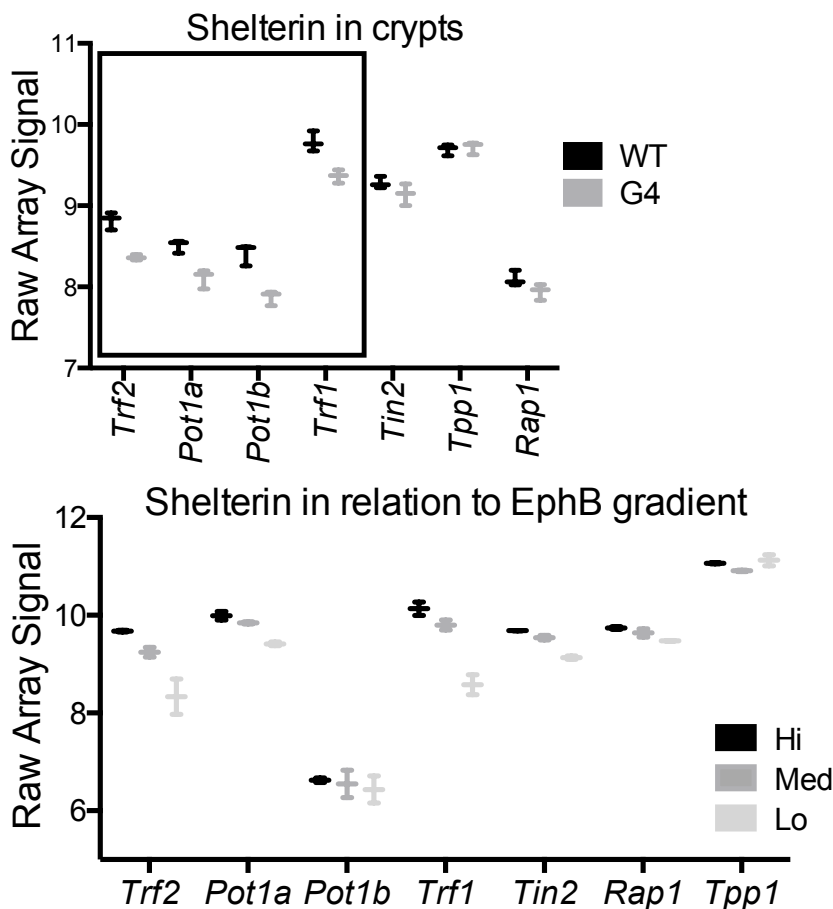 Shelterin in crypts
Raw Array Signal
11
10
9
8
7
WT
G4
Trf2
Pot1a
Pot1b
Trf1
Tin2
Tpp1
Rap1
Shelterin in relation to EphB gradient
Raw Array Signal
12
10
8
6
Hi
Med
Lo
Trf2 Pot1a Pot1b Trf1 Tin2 Rap1 Tpp1